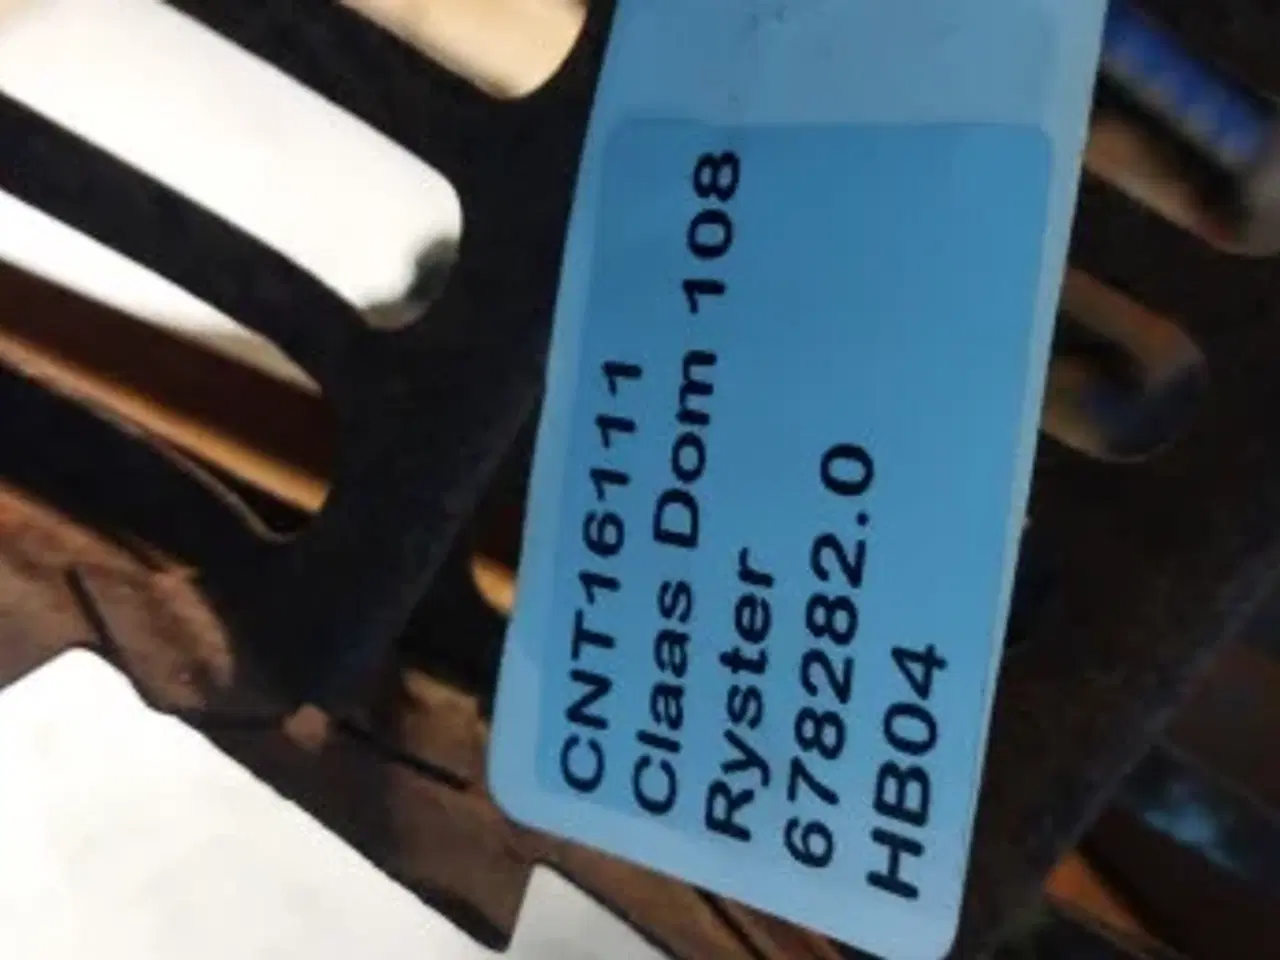 CNT16111
Claas Dom 108
Ryster
678282.0
HB04